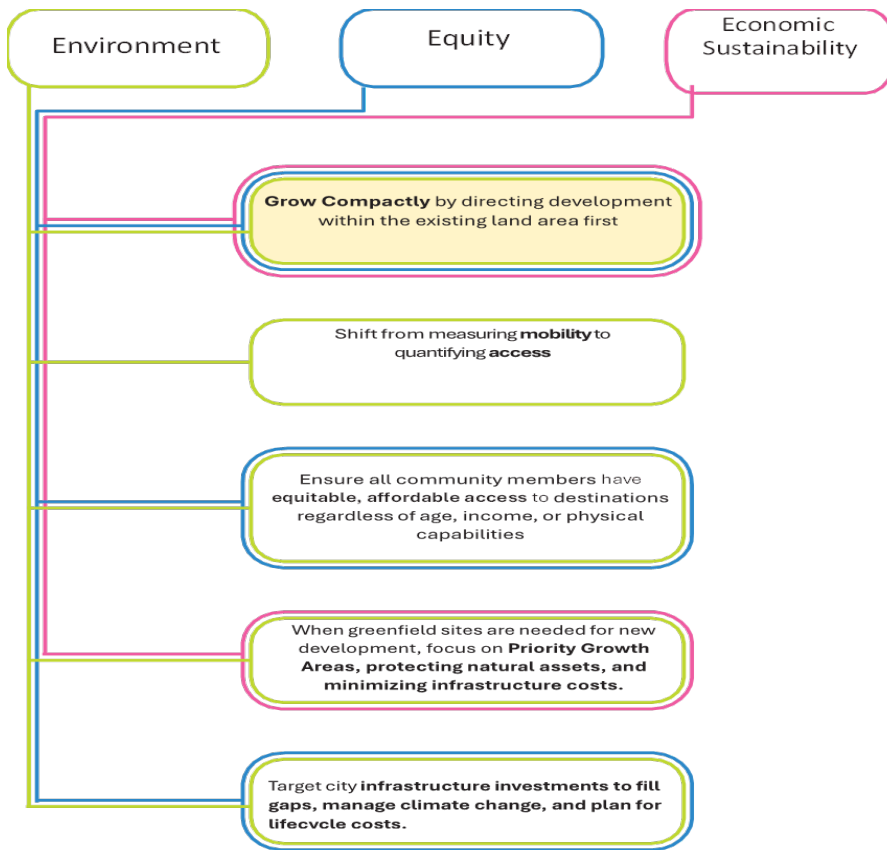 Environment
Equity
Economic
Sustainability
Grow Compactly by directing development
within the existing land area first
Shift from measuring mobility to
quantifying access
Ensure all community members have
equitable, affordable access to destinations
regardless of age, income, or physical
capabilities
When greenfield sites are needed for new
development, focus on Priority Growth
Areas, protecting natural assets, and
minimizing infrastructure costs.
Target city infrastructure investments to fill
gaps, manage climate change, and plan for
lifecycle costs.